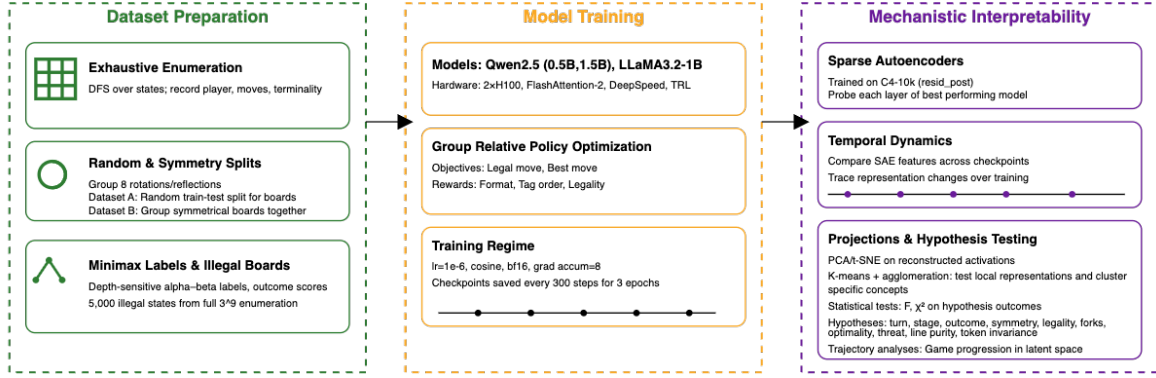 Dataset Preparation
Exhaustive Enumeration
DFS over states; record player, moves, terminality
Random & Symmetry Splits
Group 8 rotations/reflections
Dataset A: Random train-test split for boards
Dataset B: Group symmetrical boards together
Minimax Labels & Illegal Boards
Depth-sensitive alpha–beta labels, outcome scores
5,000 illegal states from full 3^9 enumeration
Model Training
Models: Qwen2.5 (0.5B,1.5B), LLaMA3.2-1B
Hardware: 2×H100, FlashAttention-2, DeepSpeed, TRL
Group Relative Policy Optimization
Objectives: Legal move, Best move
Rewards: Format, Tag order, Legality
Training Regime
lr=1e-6, cosine, bf16, grad accum=8
Checkpoints saved every 300 steps for 3 epochs
Mechanistic Interpretability
Sparse Autoencoders
Trained on C4-10k (resid_post)
Probe each layer of best performing model
Temporal Dynamics
Compare SAE features across checkpoints
Trace representation changes over training
Projections & Hypothesis Testing
PCA/t-SNE on reconstructed activations
K-means + agglomeration: test local representations and cluster
specific concepts
Statistical tests: F, χ² on hypothesis outcomes
Hypotheses: turn, stage, outcome, symmetry, legality, forks,
optimality, threat, line purity, token invariance
Trajectory analyses: Game progression in latent space